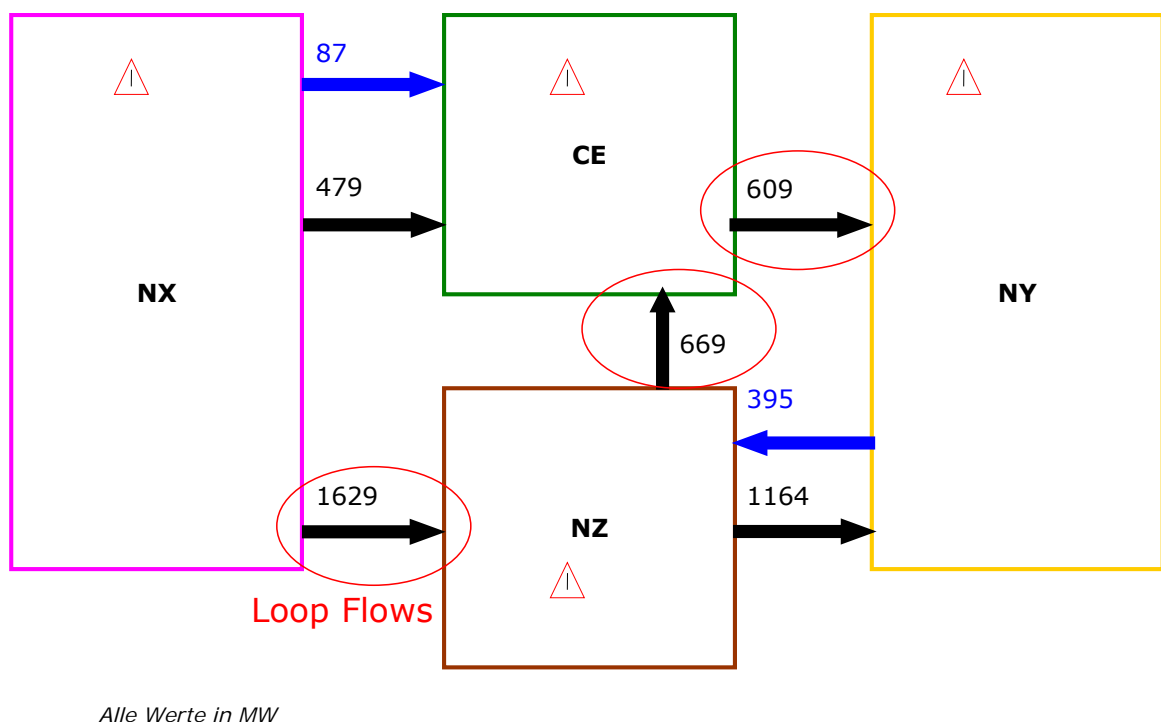 87
CE
479
609
NX
NY
669
395
1629
1164
NZ
Loop Flows
Alle Werte in MW